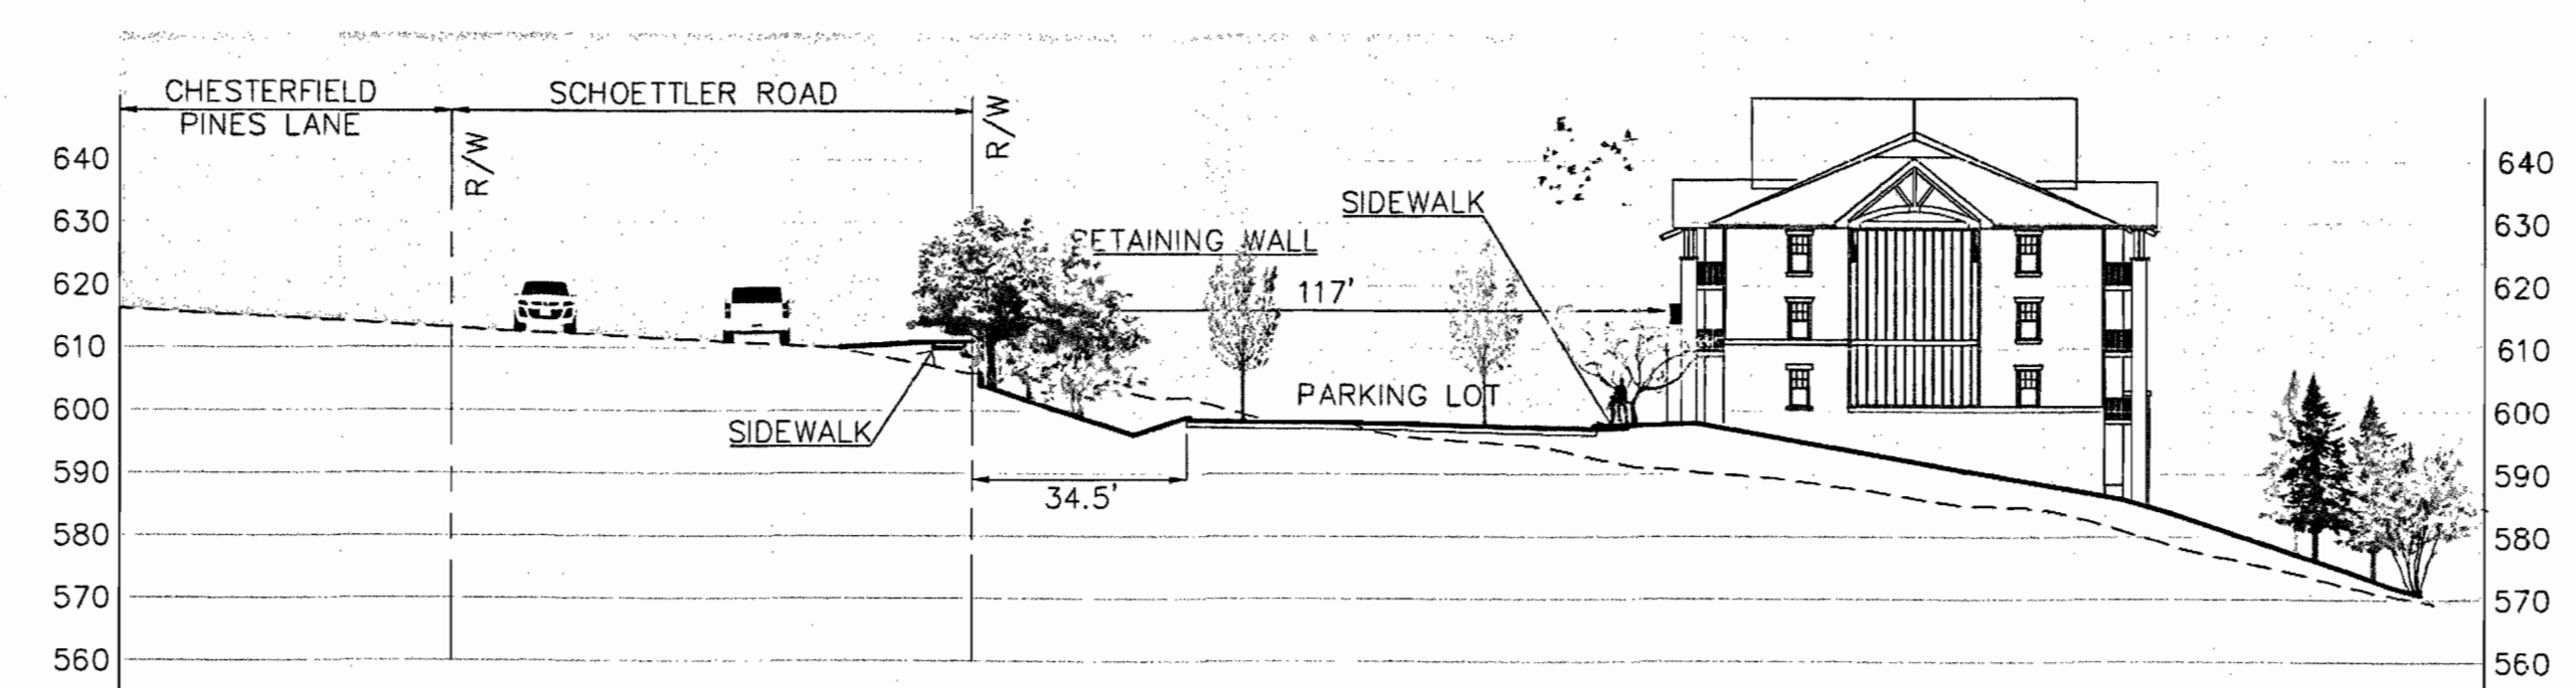 CHESTERFIELD
PINES LANE
SCHOETTLER ROAD
R/W
R/W
640
630
620
610
600
590
580
570
560
SIDEWALK
RETAINING WALL
117'
PARKING LOT
SIDEWALK
34.5'
640
630
620
610
600
590
580
570
560